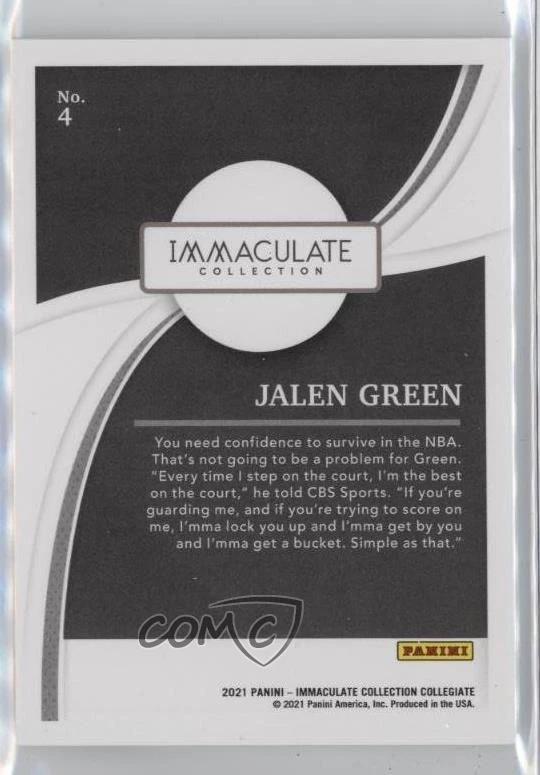 No.
4
IMMACULATE
COLLECTION
JALEN GREEN
You need confidence to survive in the NBA.
That's not going to be a problem for Green.
"Every time I step on the court, I'm the best
on the court," he told CBS Sports. "If you're
guarding me, and if you're trying to score on
me, I'mma lock you up and I'mma get by you
and I'mma get a bucket. Simple as that."
COMC
PANINI
2021 PANINI – IMMACULATE COLLECTION COLLEGIATE
© 2021 Panini America, Inc. Produced in the USA.